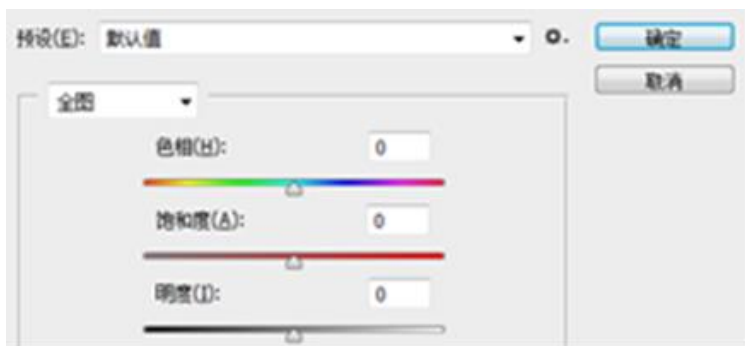 预设(E): 默认值 确定
取消
全图
色相(H): 0
饱和度(A): 0
明度(I): 0